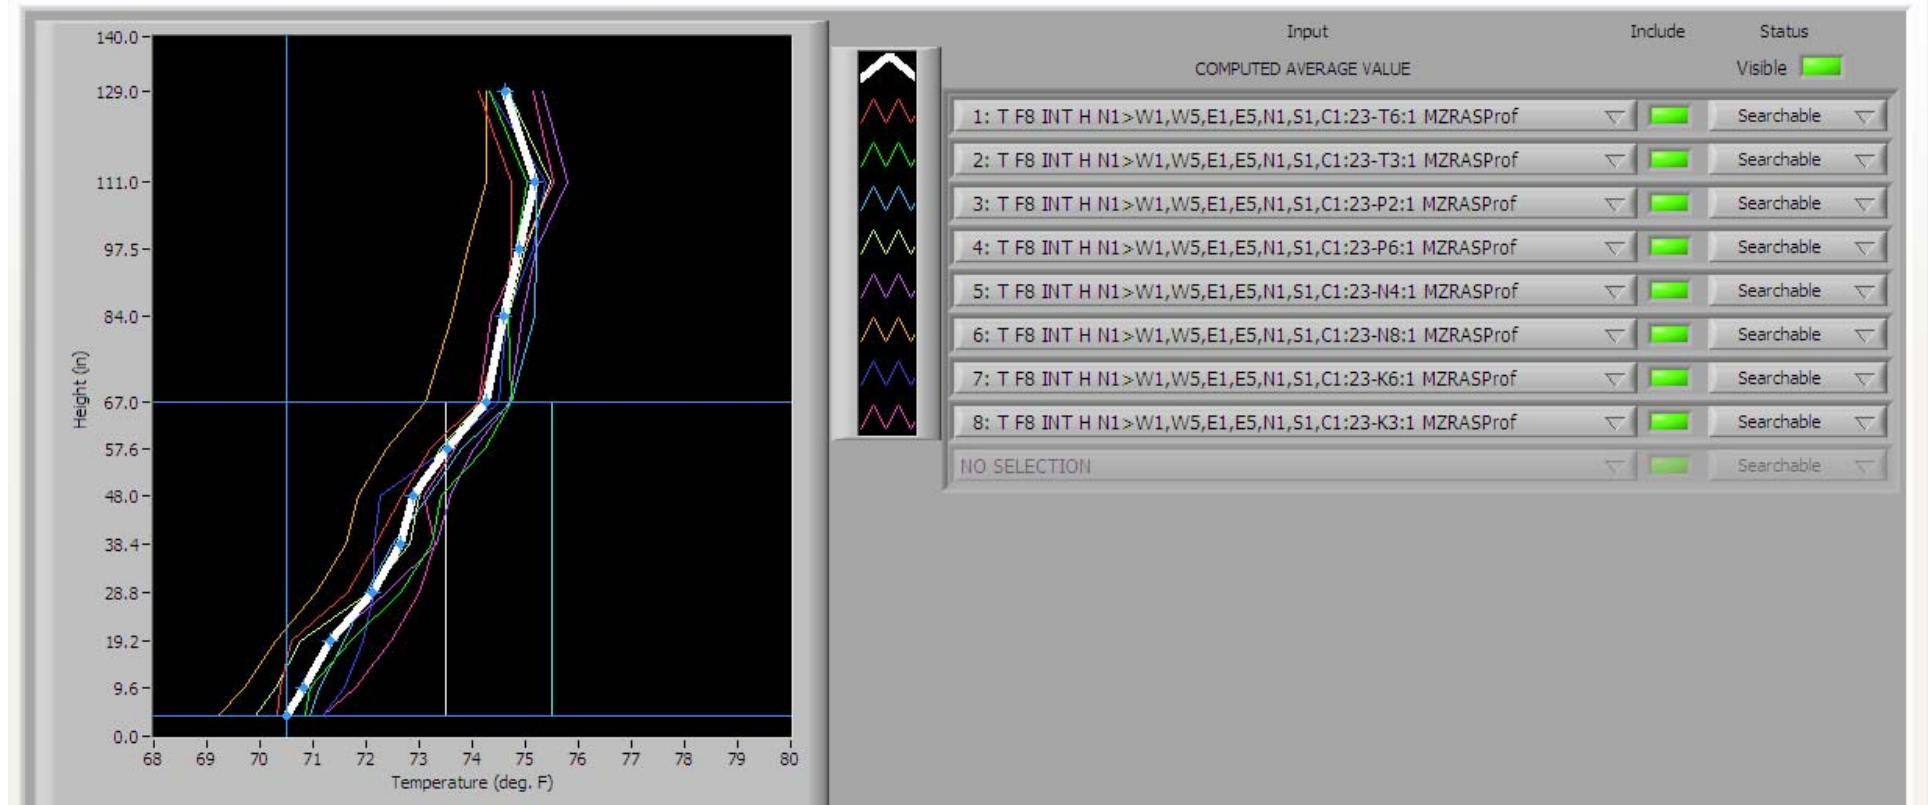 Input Include Status
COMPUTED AVERAGE VALUE Visible
1: T F8 INT H N1>W1,W5,E1,E5,N1,S1,C1:23-T6:1 MZRASProf Searchable
2: T F8 INT H N1>W1,W5,E1,E5,N1,S1,C1:23-T3:1 MZRASProf Searchable
3: T F8 INT H N1>W1,W5,E1,E5,N1,S1,C1:23-P2:1 MZRASProf Searchable
4: T F8 INT H N1>W1,W5,E1,E5,N1,S1,C1:23-P6:1 MZRASProf Searchable
5: T F8 INT H N1>W1,W5,E1,E5,N1,S1,C1:23-N4:1 MZRASProf Searchable
6: T F8 INT H N1>W1,W5,E1,E5,N1,S1,C1:23-N8:1 MZRASProf Searchable
7: T F8 INT H N1>W1,W5,E1,E5,N1,S1,C1:23-K6:1 MZRASProf Searchable
8: T F8 INT H N1>W1,W5,E1,E5,N1,S1,C1:23-K3:1 MZRASProf Searchable
NO SELECTION Searchable
Height (in)
140.0
129.0
111.0
97.5
84.0
67.0
57.6
48.0
38.4
28.8
19.2
9.6
0.0
68 69 70 71 72 73 74 75 76 77 78 79 80
Temperature (deg. F)